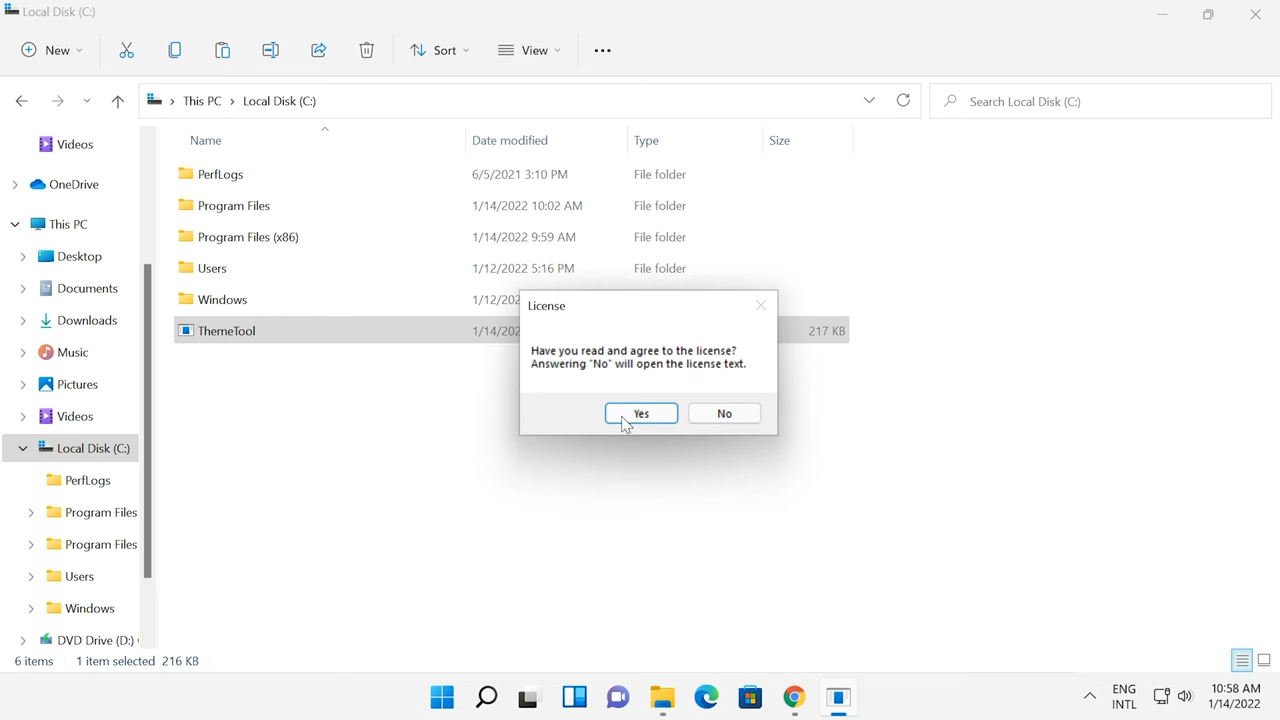 Local Disk (C:)
New
Sort
View
This PC > Local Disk (C:)
Search Local Disk (C:)
Name
Date modified
Type
Size
PerfLogs
6/5/2021 3:10 PM
File folder
Program Files
1/14/2022 10:02 AM
File folder
Program Files (x86)
1/14/2022 9:59 AM
File folder
Users
1/12/2022 5:16 PM
File folder
Windows
1/12/202
ThemeTool
1/14/202
217 KB
Videos
OneDrive
This PC
Desktop
Documents
Downloads
Music
Pictures
Videos
Local Disk (C:)
PerfLogs
Program Files
Program Files
Users
Windows
DVD Drive (D:)
License
Have you read and agree to the license?
Answering "No" will open the license text.
Yes
No
6 items
1 item selected 216 KB
ENG
INTL
10:58 AM
1/14/2022